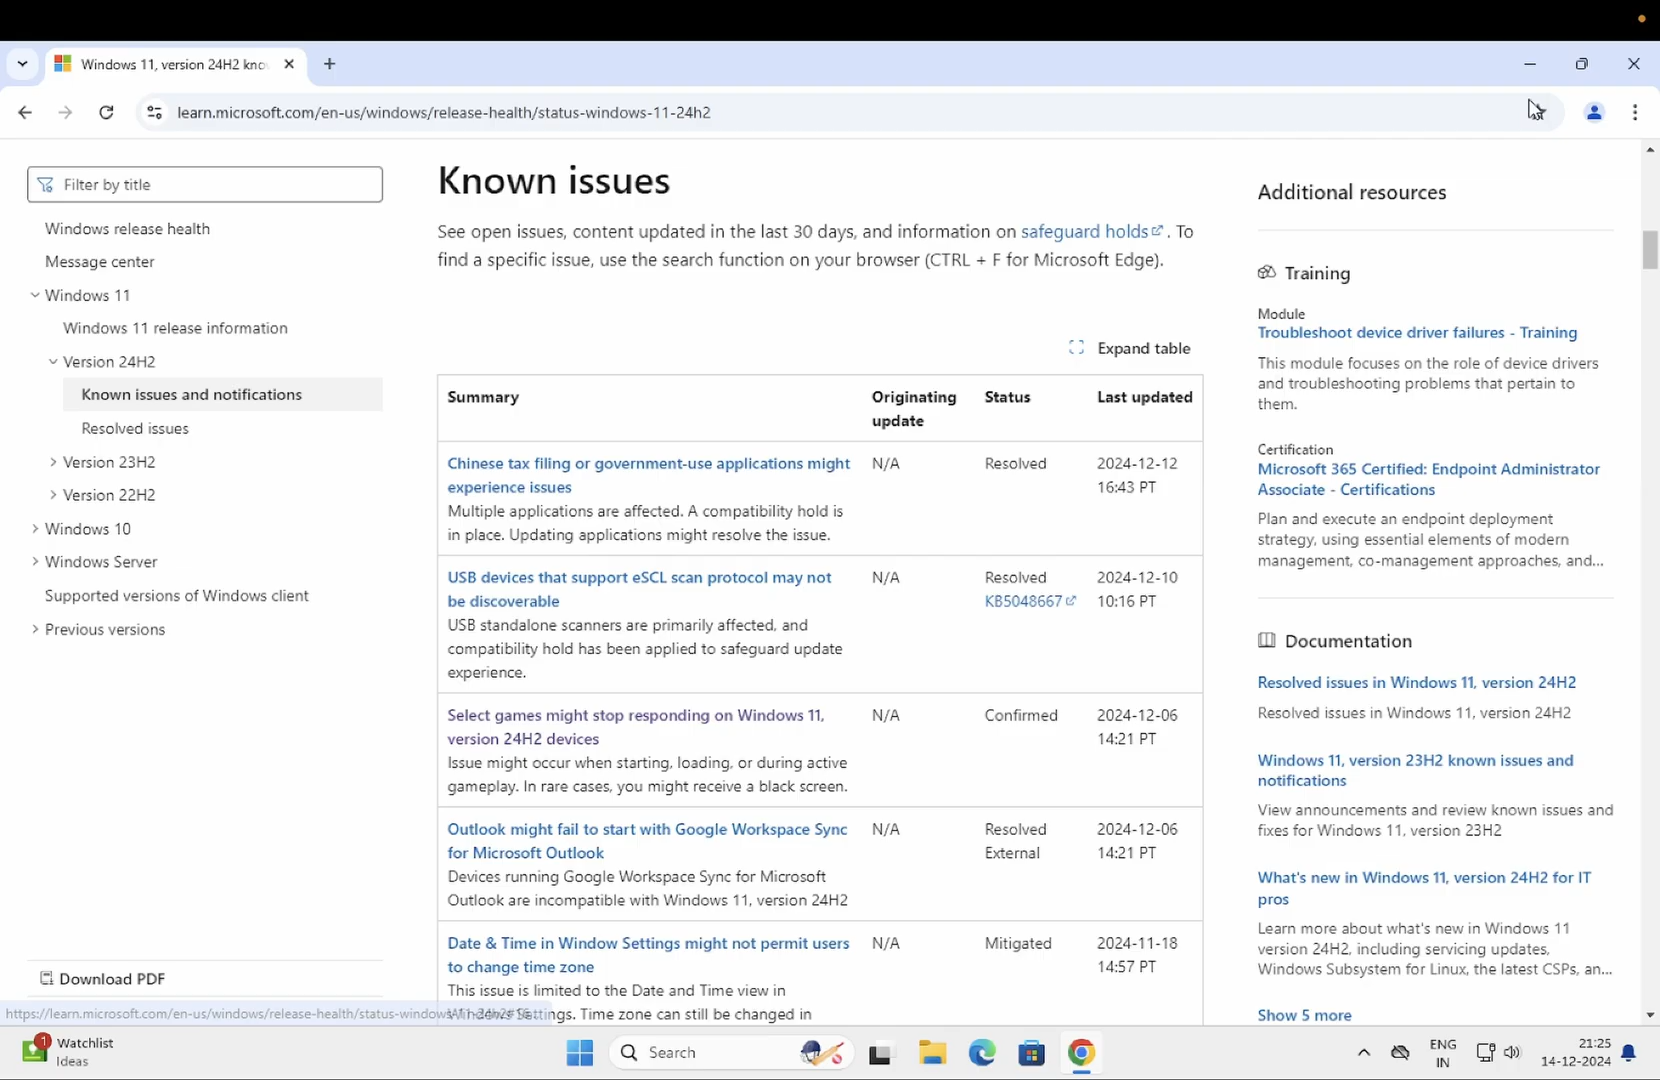 Windows 11, version 24H2 kno
learn.microsoft.com/en-us/windows/release-health/status-windows-11-24h2
Filter by title
Windows release health
Message center
Windows 11
Windows 11 release information
Version 24H2
Known issues and notifications
Resolved issues
Version 23H2
Version 22H2
Windows 10
Windows Server
Supported versions of Windows client
Previous versions
Download PDF
Known issues
See open issues, content updated in the last 30 days, and information on safeguard holds. To
find a specific issue, use the search function on your browser (CTRL + F for Microsoft Edge).
Expand table
Summary Originating Status Last updated
update
Chinese tax filing or government-use applications might N/A Resolved 2024-12-12
experience issues 16:43 PT
Multiple applications are affected. A compatibility hold is
in place. Updating applications might resolve the issue.
USB devices that support eSCL scan protocol may not N/A Resolved 2024-12-10
be discoverable KB5048667 10:16 PT
USB standalone scanners are primarily affected, and
compatibility hold has been applied to safeguard update
experience.
Select games might stop responding on Windows 11, N/A Confirmed 2024-12-06
version 24H2 devices 14:21 PT
Issue might occur when starting, loading, or during active
gameplay. In rare cases, you might receive a black screen.
Outlook might fail to start with Google Workspace Sync N/A Resolved 2024-12-06
for Microsoft Outlook External 14:21 PT
Devices running Google Workspace Sync for Microsoft
Outlook are incompatible with Windows 11, version 24H2
Date & Time in Window Settings might not permit users N/A Mitigated 2024-11-18
to change time zone 14:57 PT
This issue is limited to the Date and Time view in
Settings. Time zone can still be changed in
Additional resources
Training
Module
Troubleshoot device driver failures - Training
This module focuses on the role of device drivers
and troubleshooting problems that pertain to
them.
Certification
Microsoft 365 Certified: Endpoint Administrator
Associate - Certifications
Plan and execute an endpoint deployment
strategy, using essential elements of modern
management, co-management approaches, and...
Documentation
Resolved issues in Windows 11, version 24H2
Resolved issues in Windows 11, version 24H2
Windows 11, version 23H2 known issues and
notifications
View announcements and review known issues and
fixes for Windows 11, version 23H2
What's new in Windows 11, version 24H2 for IT
pros
Learn more about what's new in Windows 11
version 24H2, including servicing updates,
Windows Subsystem for Linux, the latest CSPs, an...
Show 5 more
https://learn.microsoft.com/en-us/windows/release-health/status-windows
1
Watchlist
Ideas
Search
ENG
IN
21:25
14-12-2024